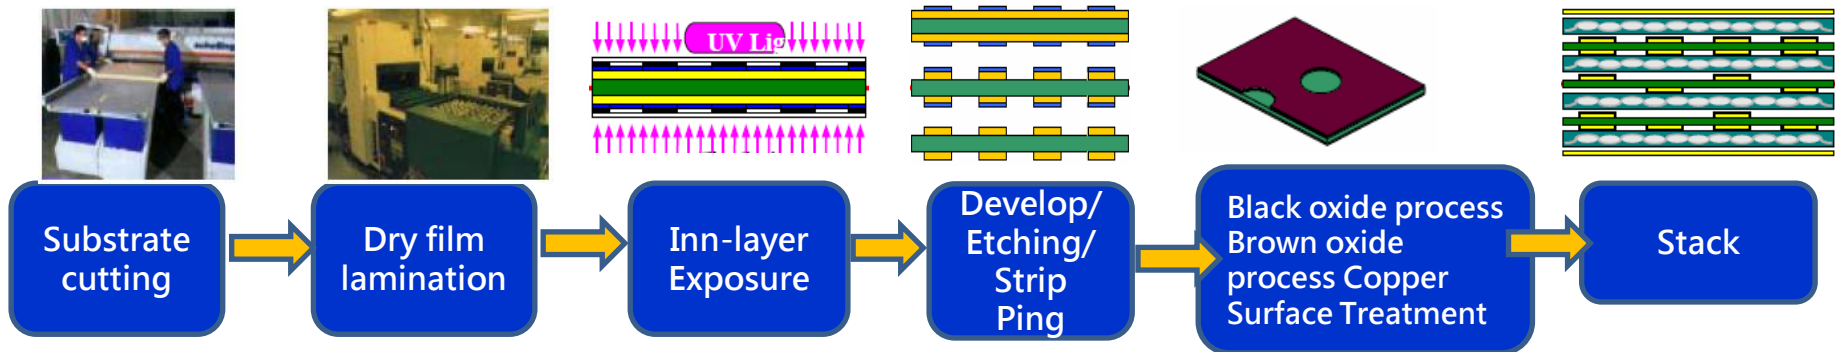 UV Lig
Substrate
cutting
Dry film
lamination
Inn-layer
Exposure
Develop/
Etching/
Strip
Ping
Black oxide process
Brown oxide
process Copper
Surface Treatment
Stack